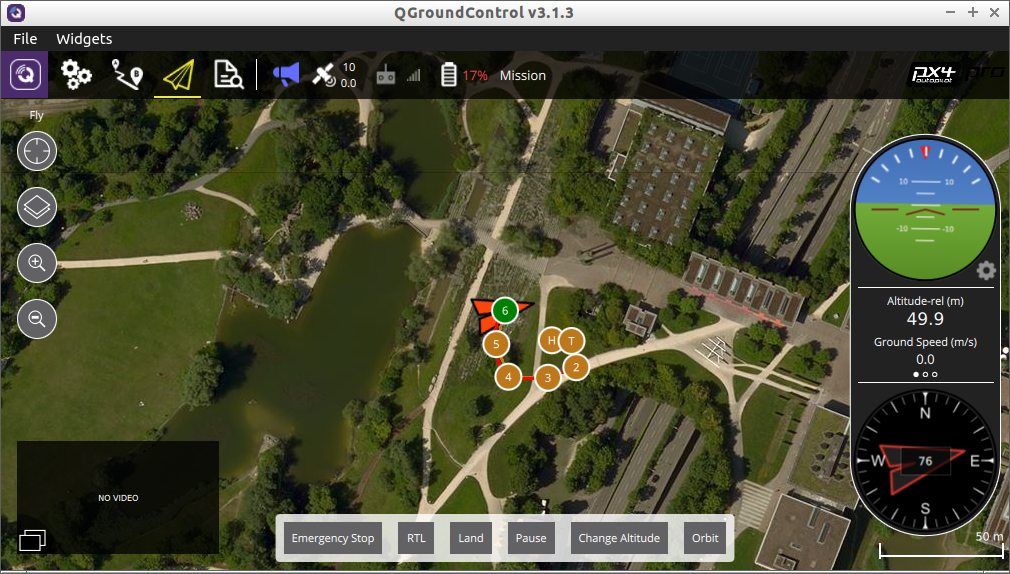 QGroundControl v3.1.3
File Widgets
10
0.0
17% Mission
PX4 pro
autopilot
Fly
10 10
-10 -10
Altitude-rel (m)
49.9
Ground Speed (m/s)
0.0
6
5
H T
4 3 2
N
W 76 E
S
NO VIDEO
Emergency Stop RTL Land Pause Change Altitude Orbit
50 m